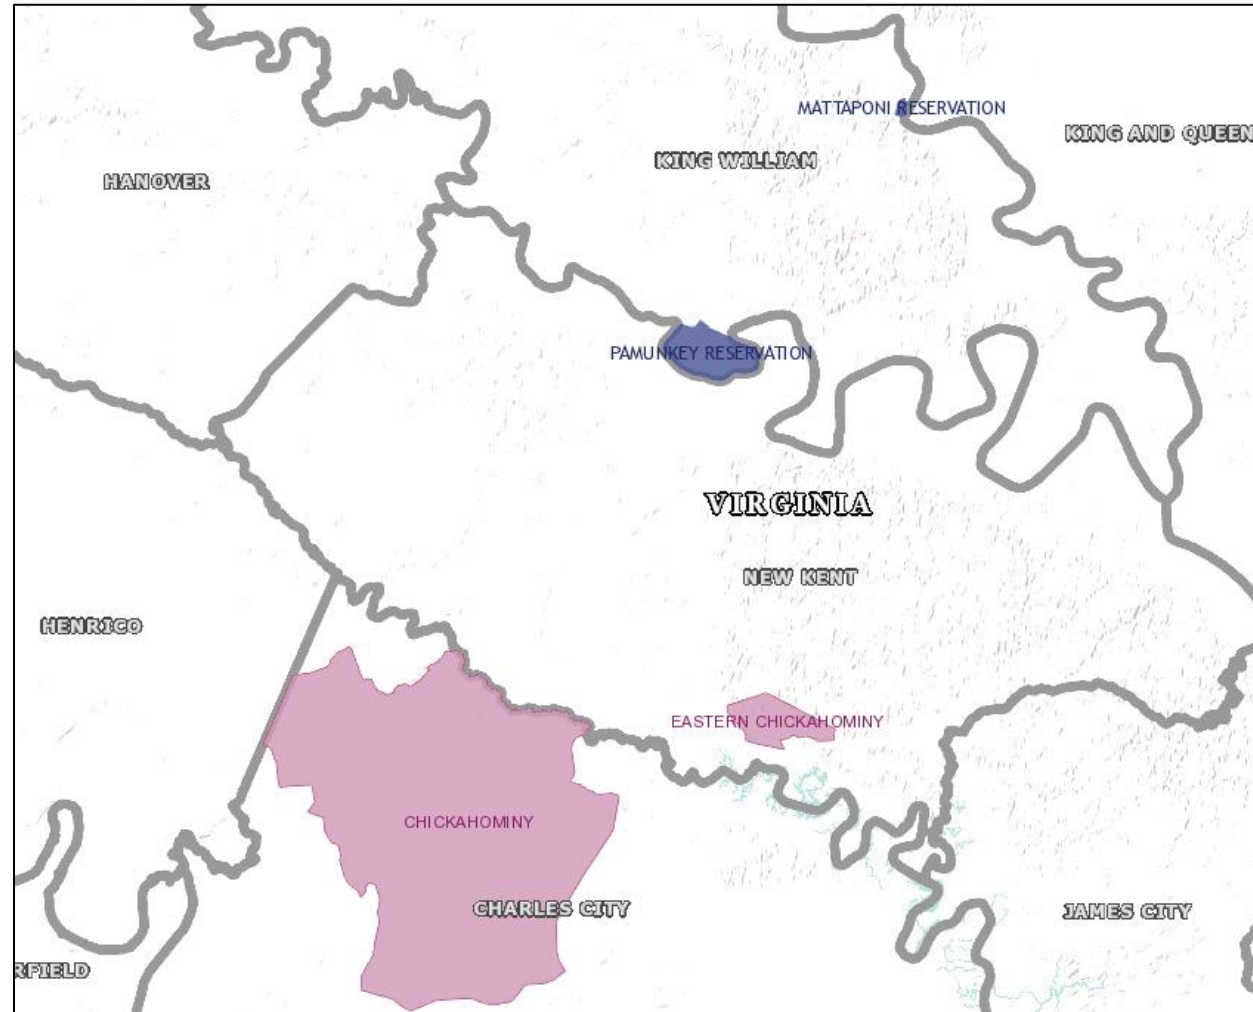 MATTAPONI RESERVATION
KING AND QUEEN
KING WILLIAM
HANOVER
PAMUNKEY RESERVATION
VIRGINIA
NEW KENT
HENRICO
EASTERN CHICKAHOMINY
CHICKAHOMINY
CHARLES CITY
JAMES CITY
RFIELD